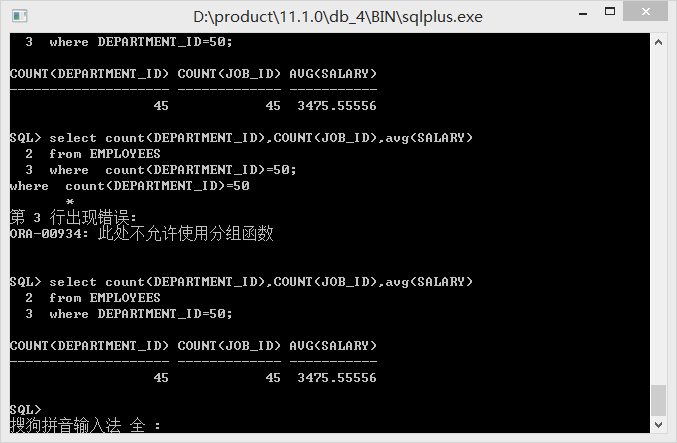 D:\product\11.1.0\db_4\BIN\sqlplus.exe
  3  where DEPARTMENT_ID=50;
COUNT(DEPARTMENT_ID) COUNT(JOB_ID) AVG(SALARY)
-------------------- ------------- -----------
                  45            45  3475.55556
SQL> select count(DEPARTMENT_ID),COUNT(JOB_ID),avg(SALARY)
  2  from EMPLOYEES
  3  where  count(DEPARTMENT_ID)=50;
where  count(DEPARTMENT_ID)=50
       *
第 3 行出现错误:
ORA-00934: 此处不允许使用分组函数
SQL> select count(DEPARTMENT_ID),COUNT(JOB_ID),avg(SALARY)
  2  from EMPLOYEES
  3  where DEPARTMENT_ID=50;
COUNT(DEPARTMENT_ID) COUNT(JOB_ID) AVG(SALARY)
-------------------- ------------- -----------
                  45            45  3475.55556
SQL>
搜狗拼音输入法 全 :